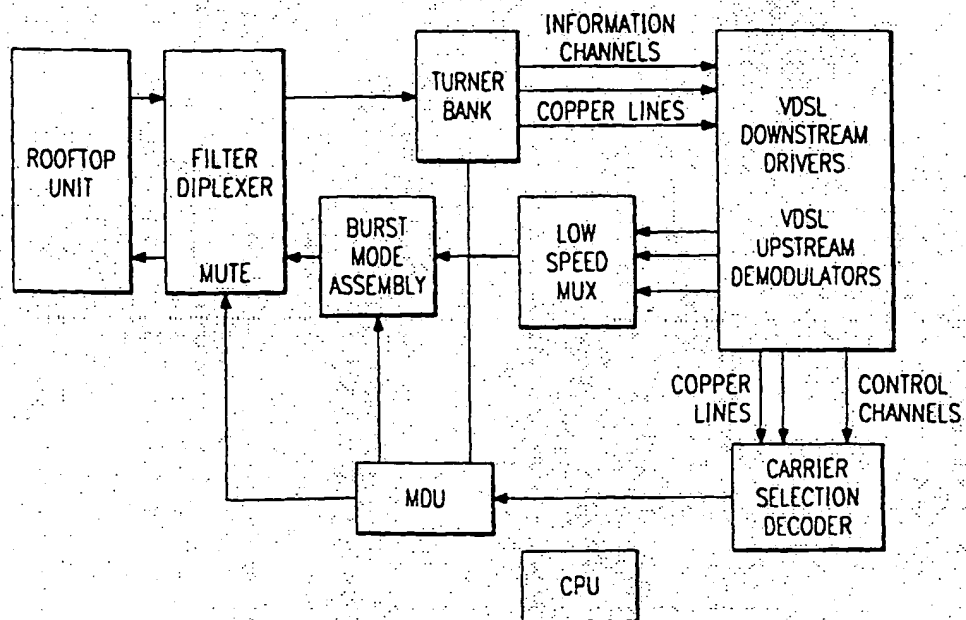 INFORMATION
CHANNELS
TURNER
BANK
COPPER LINES
VDSL
DOWNSTREAM
DRIVERS
ROOFTOP
UNIT
FILTER
DIPLEXER
MUTE
BURST
MODE
ASSEMBLY
LOW
SPEED
MUX
VDSL
UPSTREAM
DEMODULATORS
COPPER
LINES
CONTROL
CHANNELS
MDU
CARRIER
SELECTION
DECODER
CPU